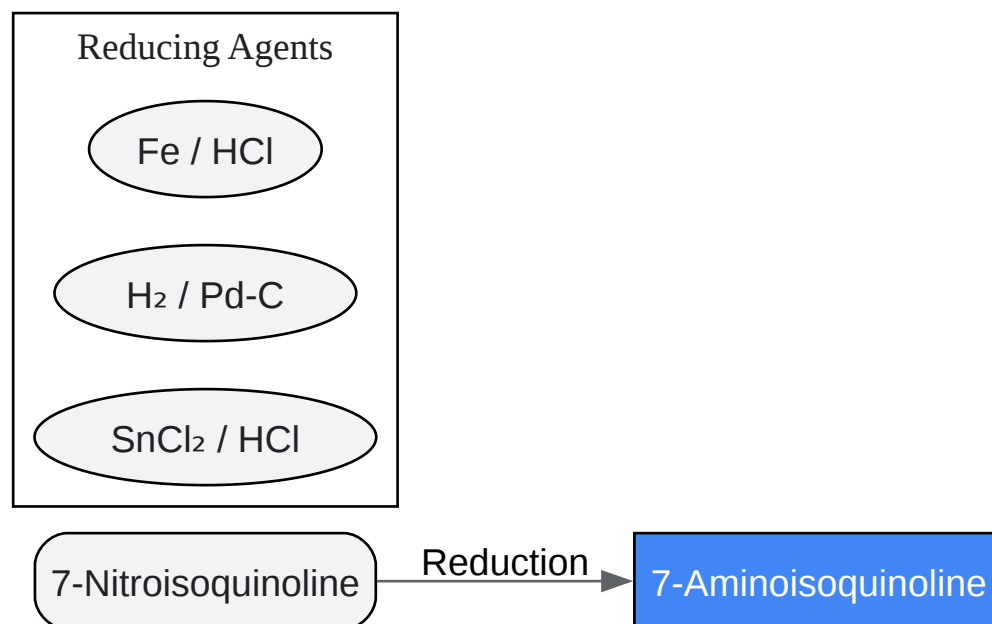 Reducing Agents
Fe / HCl
H₂ / Pd-C
SnCl₂ / HCl
7-Nitroisoquinoline
Reduction
7-Aminoisoquinoline